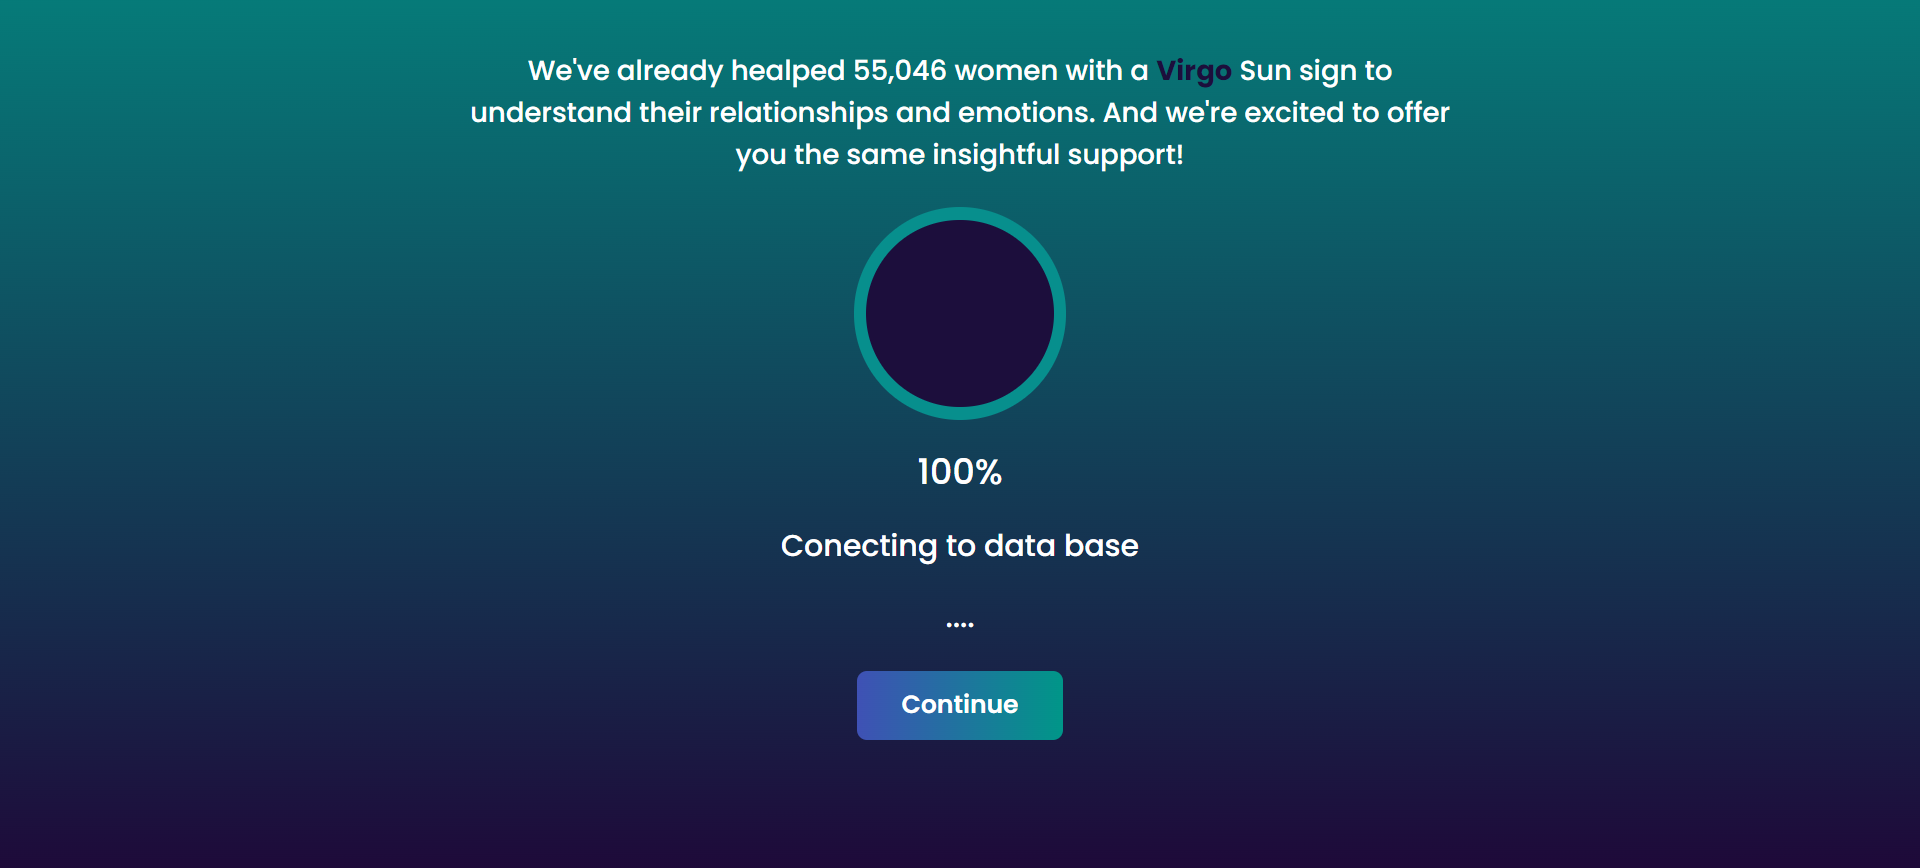 We've already healped 55,046 women with a Virgo Sun sign to
understand their relationships and emotions. And we're excited to offer
you the same insightful support!
100%
Conecting to data base
....
Continue